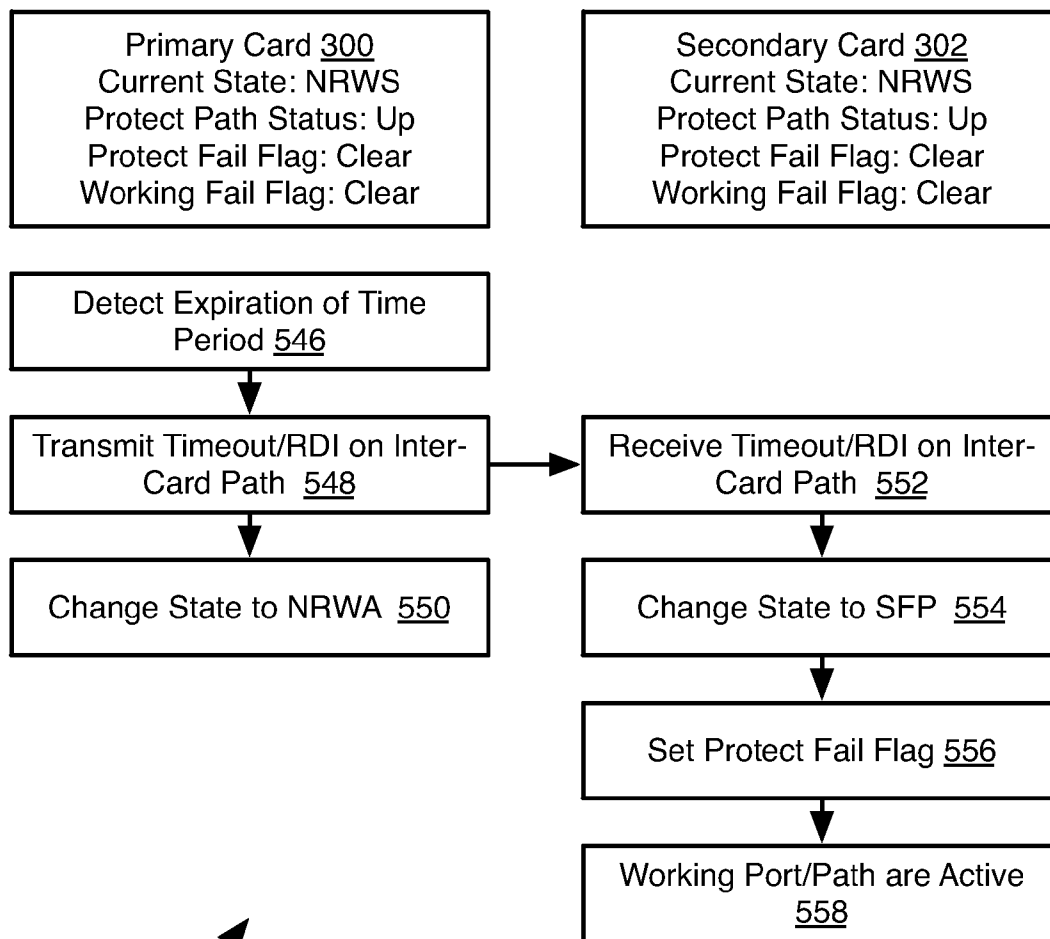 Primary Card 300
Current State: NRWS
Protect Path Status: Up
Protect Fail Flag: Clear
Working Fail Flag: Clear
Secondary Card 302
Current State: NRWS
Protect Path Status: Up
Protect Fail Flag: Clear
Working Fail Flag: Clear
Detect Expiration of Time
Period 546
Transmit Timeout/RDI on Inter-
Card Path 548
Receive Timeout/RDI on Inter-
Card Path 552
Change State to NRWA 550
Change State to SFP 554
Set Protect Fail Flag 556
Working Port/Path are Active
558